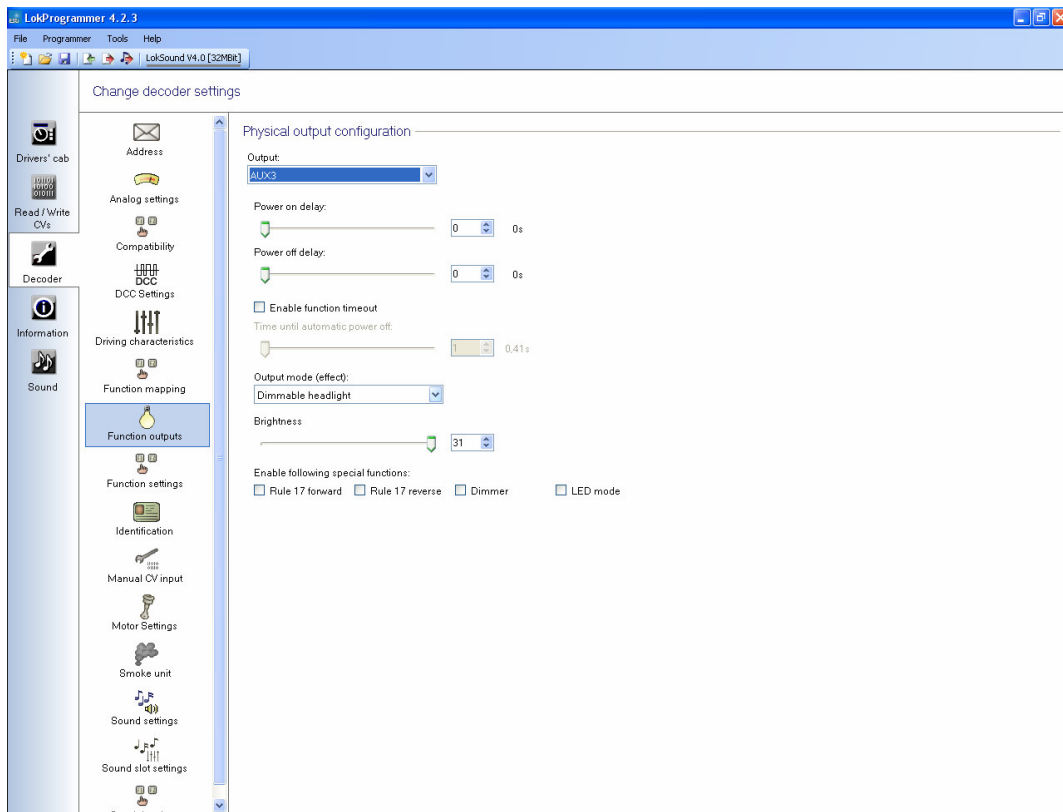 LokProgrammer 4.2.3
File Programmer Tools Help
LokSound V4.0 [32MBit]
Change decoder settings
Drivers' cab
Read / Write
CVs
Decoder
Information
Sound
Address
Analog settings
Compatibility
DCC
DCC Settings
Driving characteristics
Function mapping
Function outputs
Function settings
Identification
Manual CV input
Motor Settings
Smoke unit
Sound settings
Sound slot settings
Physical output configuration
Output:
AUX3
Power on delay:
0 0s
Power off delay:
0 0s
Enable function timeout
Time until automatic power off:
1 0,41s
Output mode (effect):
Dimmable headlight
Brightness
31
Enable following special functions:
Rule 17 forward Rule 17 reverse Dimmer LED mode